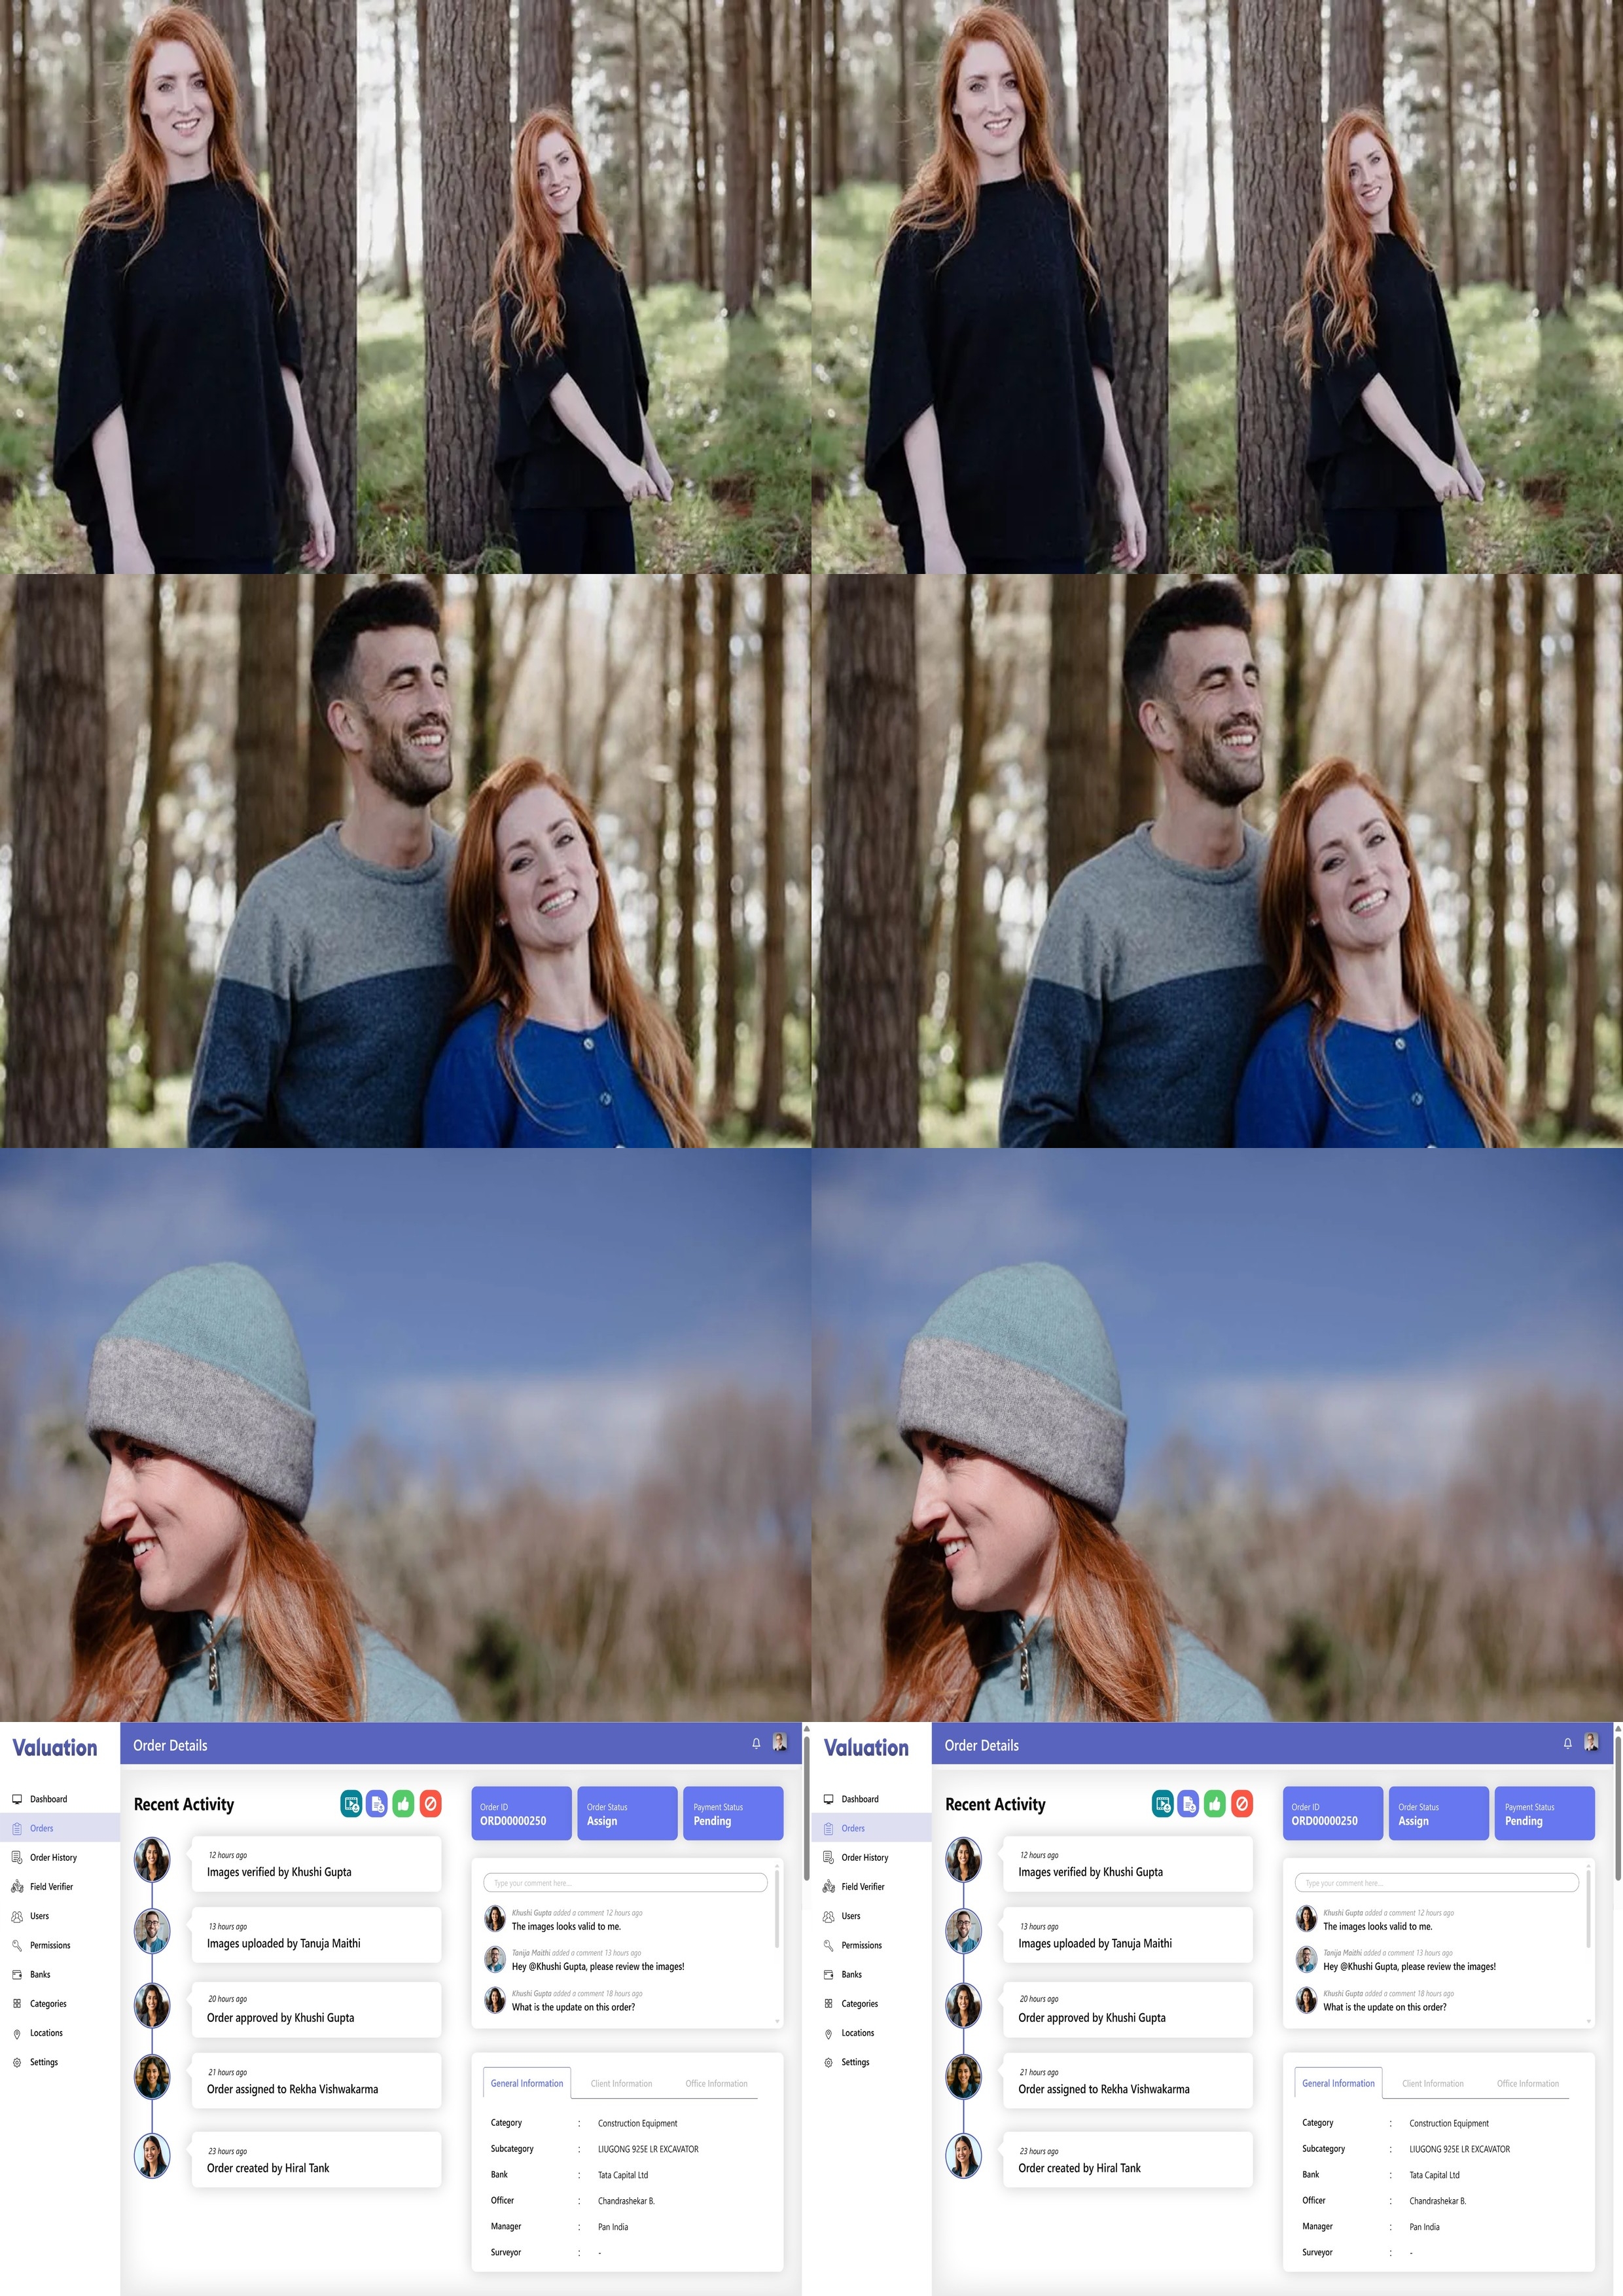 Valuation
Order Details
Dashboard
Orders
Order History
Field Verifier
Users
Permissions
Banks
Categories
Locations
Settings
Recent Activity
12 hours ago
Images verified by Khushi Gupta
13 hours ago
Images uploaded by Tanuja Maithi
20 hours ago
Order approved by Khushi Gupta
21 hours ago
Order assigned to Rekha Vishwakarma
23 hours ago
Order created by Hiral Tank
Order ID
ORD00000250
Order Status
Assign
Payment Status
Pending
Type your comment here...
Khushi Gupta added a comment 12 hours ago
The images looks valid to me.
Tanija Maithi added a comment 13 hours ago
Hey @Khushi Gupta, please review the images!
Khushi Gupta added a comment 18 hours ago
What is the update on this order?
General Information Client Information Office Information
Category : Construction Equipment
Subcategory : LIUGONG 925E LR EXCAVATOR
Bank : Tata Capital Ltd
Officer : Chandrashekar B.
Manager : Pan India
Surveyor : -
Valuation
Order Details
Dashboard
Orders
Order History
Field Verifier
Users
Permissions
Banks
Categories
Locations
Settings
Recent Activity
12 hours ago
Images verified by Khushi Gupta
13 hours ago
Images uploaded by Tanuja Maithi
20 hours ago
Order approved by Khushi Gupta
21 hours ago
Order assigned to Rekha Vishwakarma
23 hours ago
Order created by Hiral Tank
Order ID
ORD00000250
Order Status
Assign
Payment Status
Pending
Type your comment here...
Khushi Gupta added a comment 12 hours ago
The images looks valid to me.
Tanija Maithi added a comment 13 hours ago
Hey @Khushi Gupta, please review the images!
Khushi Gupta added a comment 18 hours ago
What is the update on this order?
General Information Client Information Office Information
Category : Construction Equipment
Subcategory : LIUGONG 925E LR EXCAVATOR
Bank : Tata Capital Ltd
Officer : Chandrashekar B.
Manager : Pan India
Surveyor : -